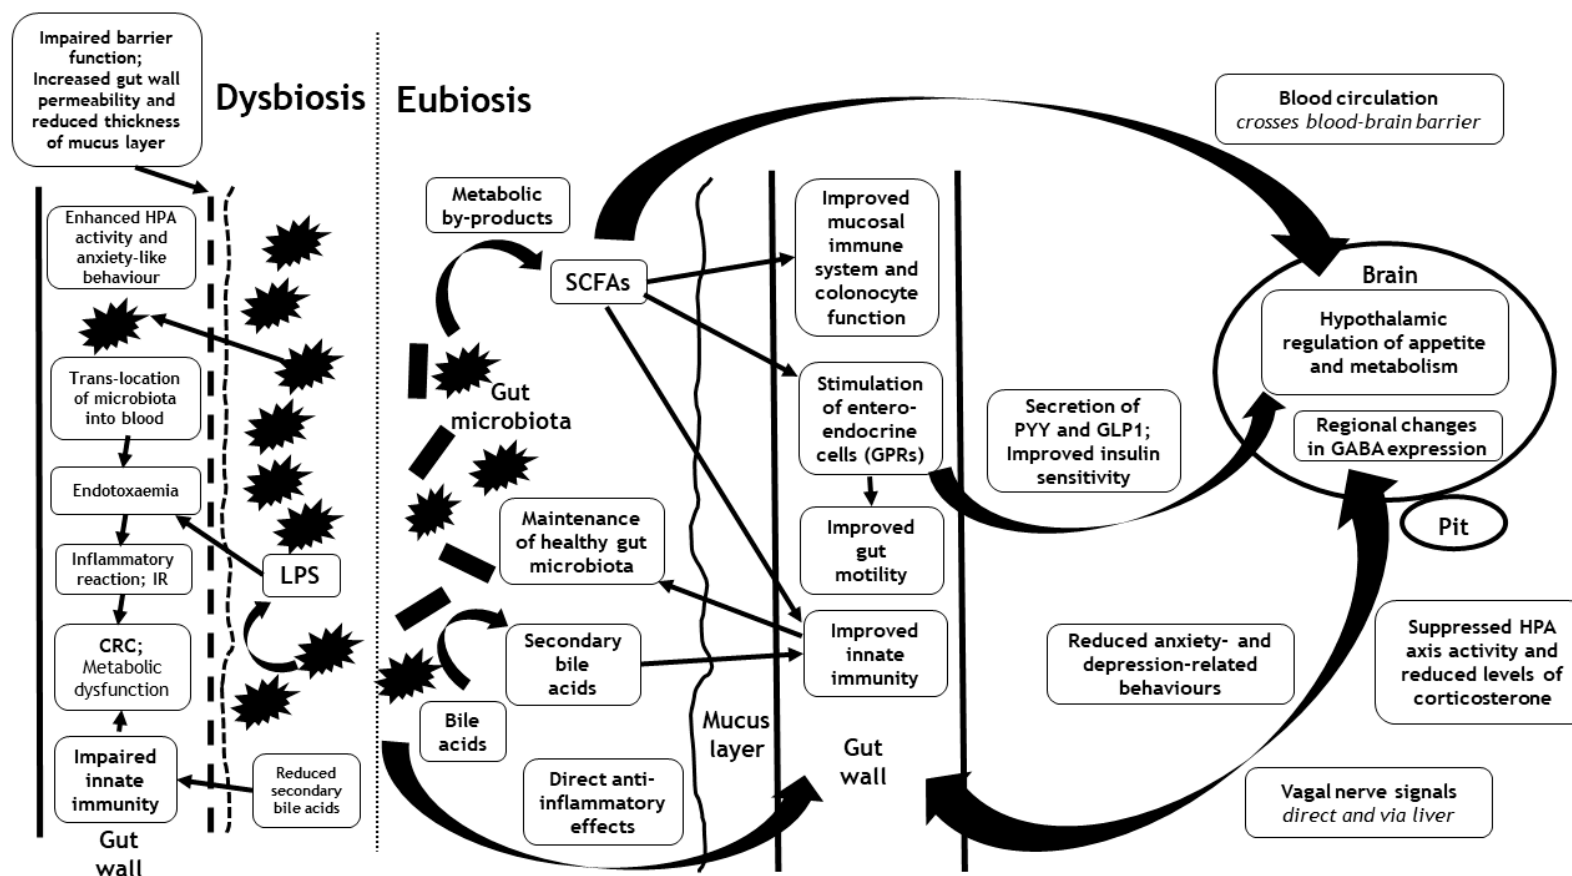 Impaired barrier
function;
Increased gut wall
permeability and
reduced thickness
of mucus layer
Dysbiosis
Enhanced HPA
activity and
anxiety-like
behaviour
Trans-location
of microbiota
into blood
Endotoxaemia
Inflammatory
reaction; IR
CRC;
Metabolic
dysfunction
Impaired
innate
immunity
Gut
wall
LPS
Reduced
secondary
bile acids
Eubiosis
Metabolic
by-products
SCFAs
Gut
microbiota
Maintenance
of healthy gut
microbiota
Secondary
bile
acids
Bile
acids
Direct anti-
inflammatory
effects
Mucus
layer
Improved
mucosal
immune
system and
colonocyte
function
Stimulation
of entero-
endocrine
cells (GPRs)
Improved
gut
motility
Improved
innate
immunity
Gut
wall
Blood circulation
crosses blood-brain barrier
Brain
Hypothalamic
regulation of appetite
and metabolism
Regional changes
in GABA expression
Pit
Secretion of
PYY and GLP1;
Improved insulin
sensitivity
Reduced anxiety- and
depression-related
behaviours
Suppressed HPA
axis activity and
reduced levels of
corticosterone
Vagal nerve signals
direct and via liver